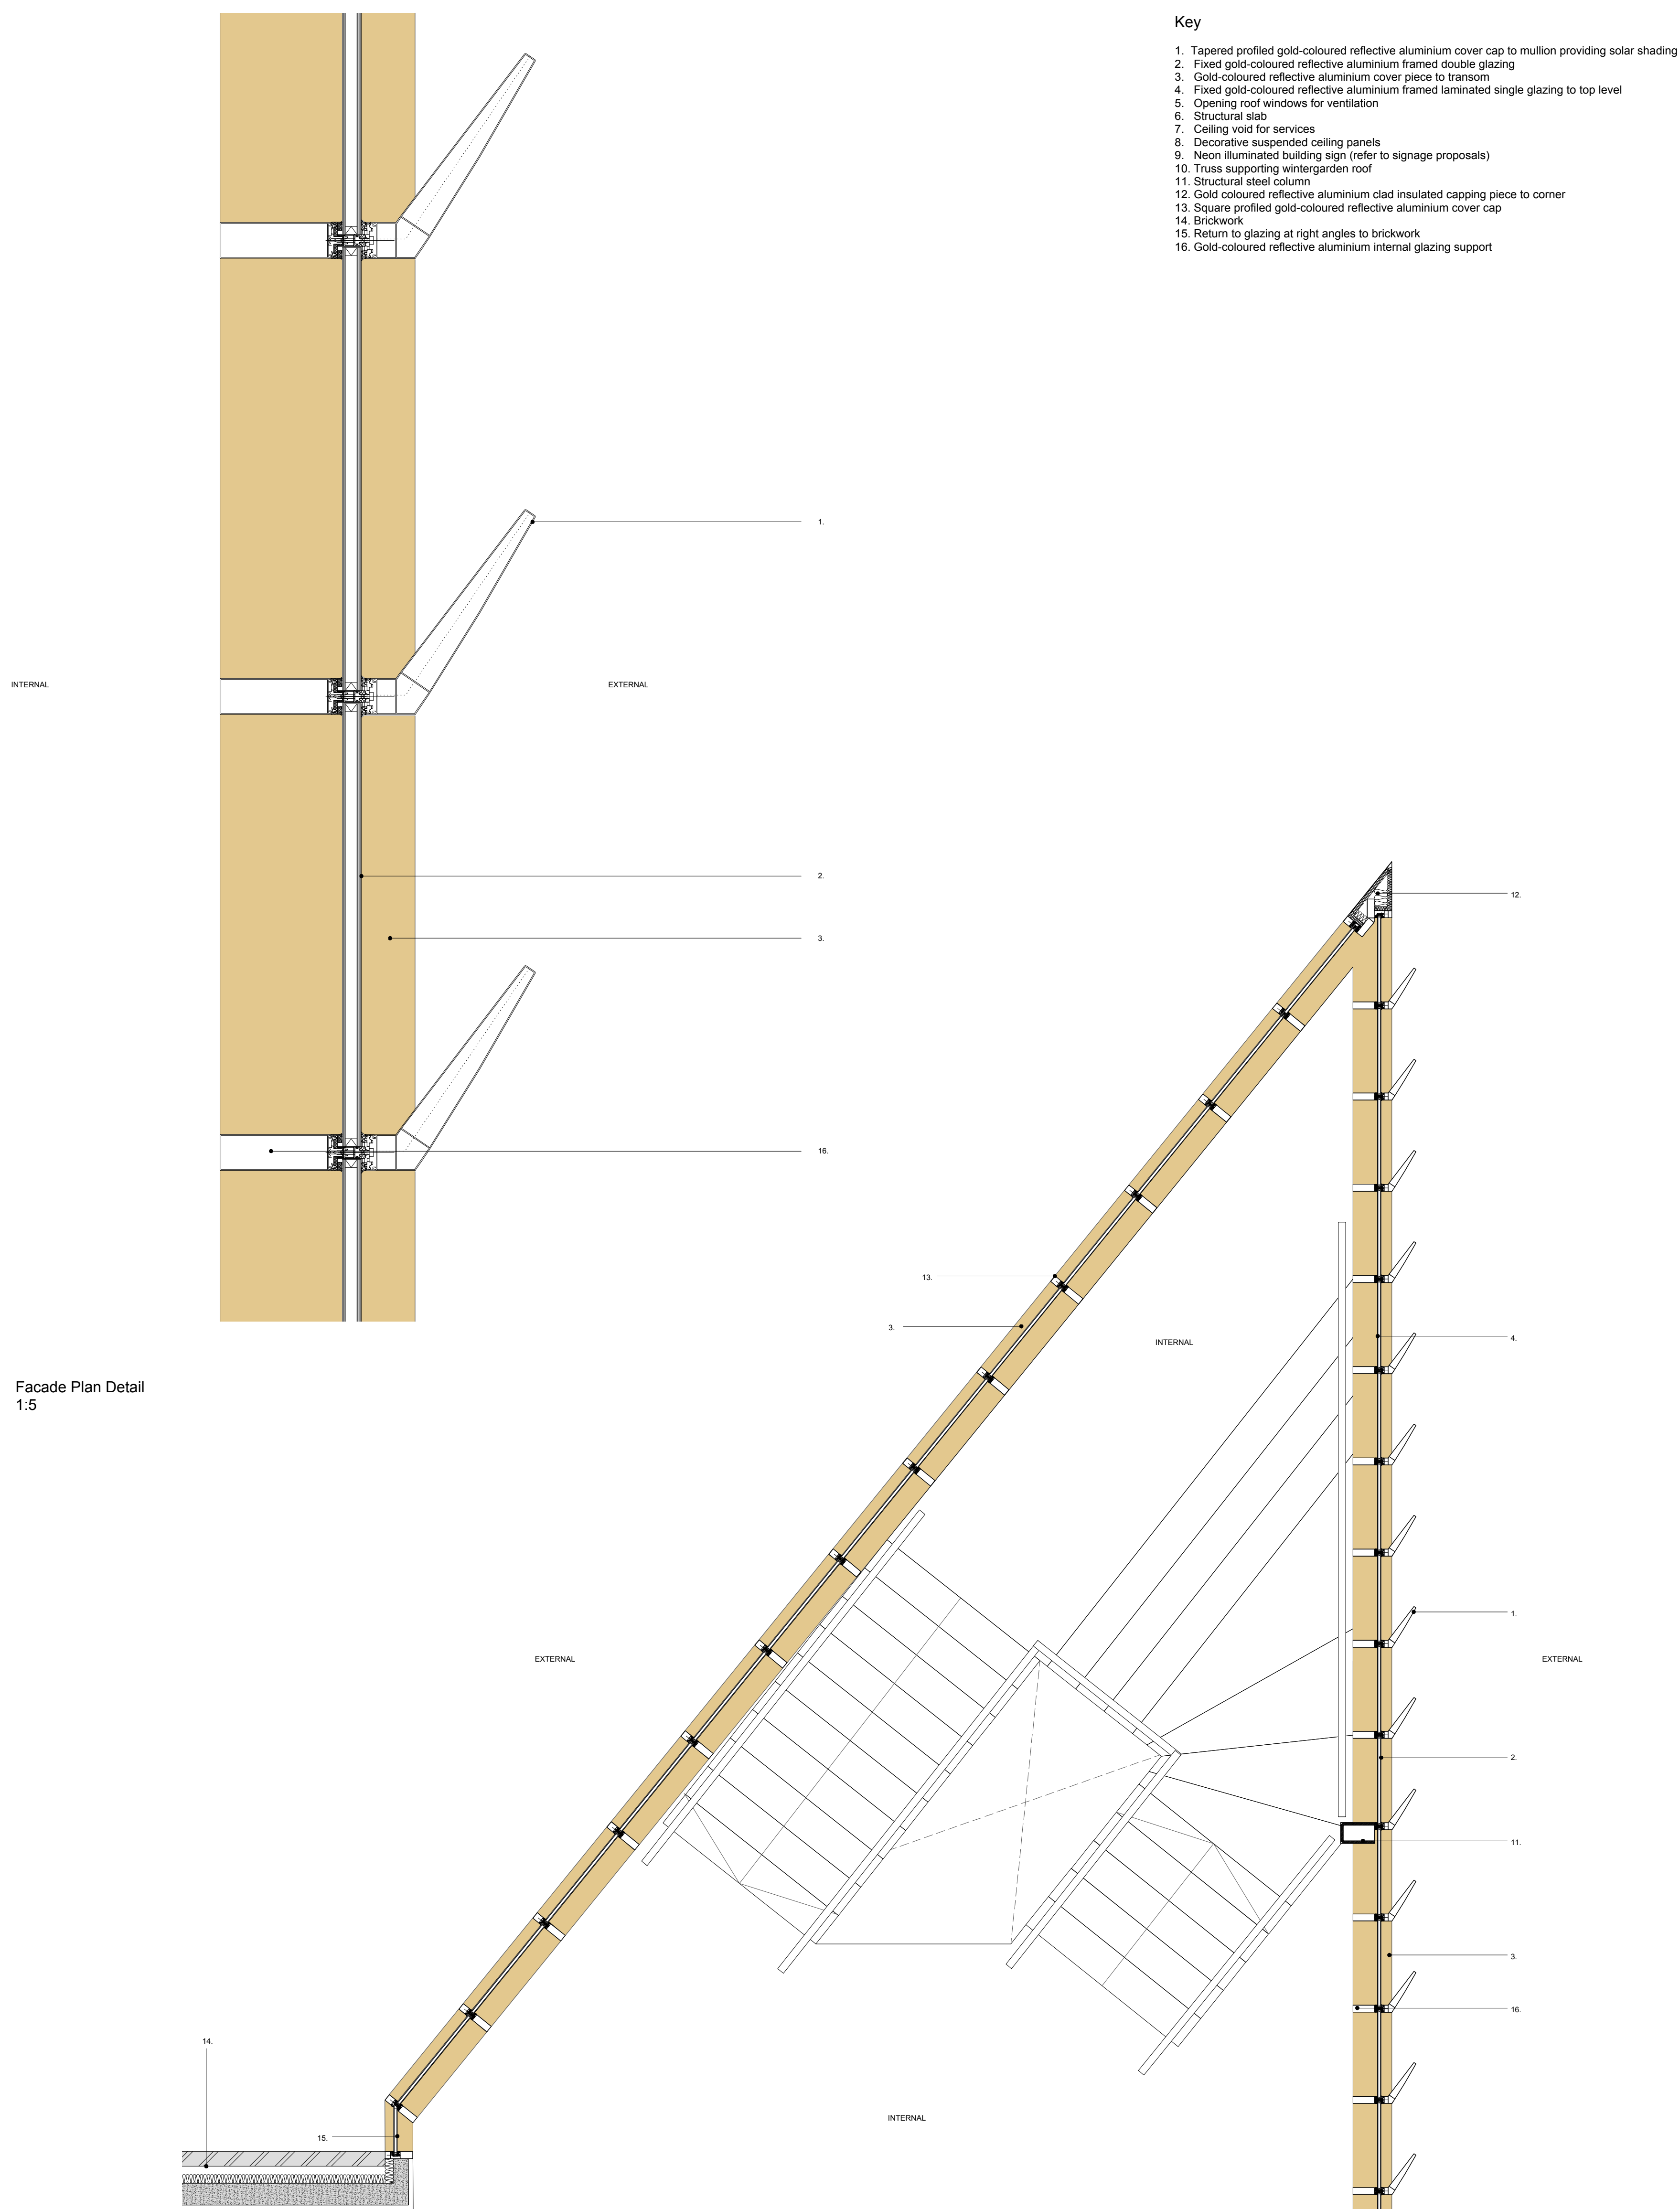 Key
1. Tapered profiled gold-coloured reflective aluminium cover cap to mullion providing solar shading
2. Fixed gold-coloured reflective aluminium framed double glazing
3. Gold-coloured reflective aluminium cover piece to transom
4. Fixed gold-coloured reflective aluminium framed laminated single glazing to top level
5. Opening roof windows for ventilation
6. Structural slab
7. Ceiling void for services
8. Decorative suspended ceiling panels
9. Neon illuminated building sign (refer to signage proposals)
10. Truss supporting wintergarden roof
11. Structural steel column
12. Gold coloured reflective aluminium clad insulated capping piece to corner
13. Square profiled gold-coloured reflective aluminium cover cap
14. Brickwork
15. Return to glazing at right angles to brickwork
16. Gold-coloured reflective aluminium internal glazing support
1.
INTERNAL
EXTERNAL
2.
3.
16.
Facade Plan Detail
1:5
12.
13.
3.
INTERNAL
4.
1.
EXTERNAL
EXTERNAL
2.
11.
3.
16.
14.
INTERNAL
15.